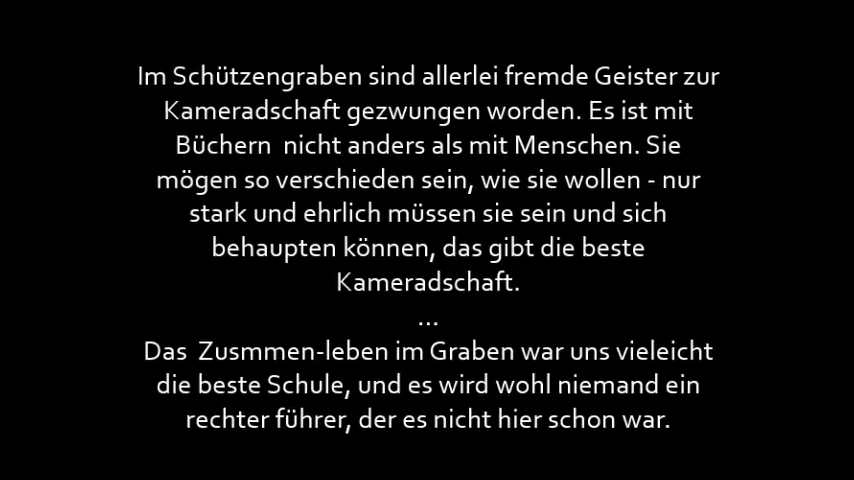 Im Schützengraben sind allerlei fremde Geister zur
Kameradschaft gezwungen worden. Es ist mit
Büchern nicht anders als mit Menschen. Sie
mögen so verschieden sein, wie sie wollen - nur
stark und ehrlich müssen sie sein und sich
behaupten können, das gibt die beste
Kameradschaft.
...
Das Zusmmen-leben im Graben war uns vieleicht
die beste Schule, und es wird wohl niemand ein
rechter führer, der es nicht hier schon war.